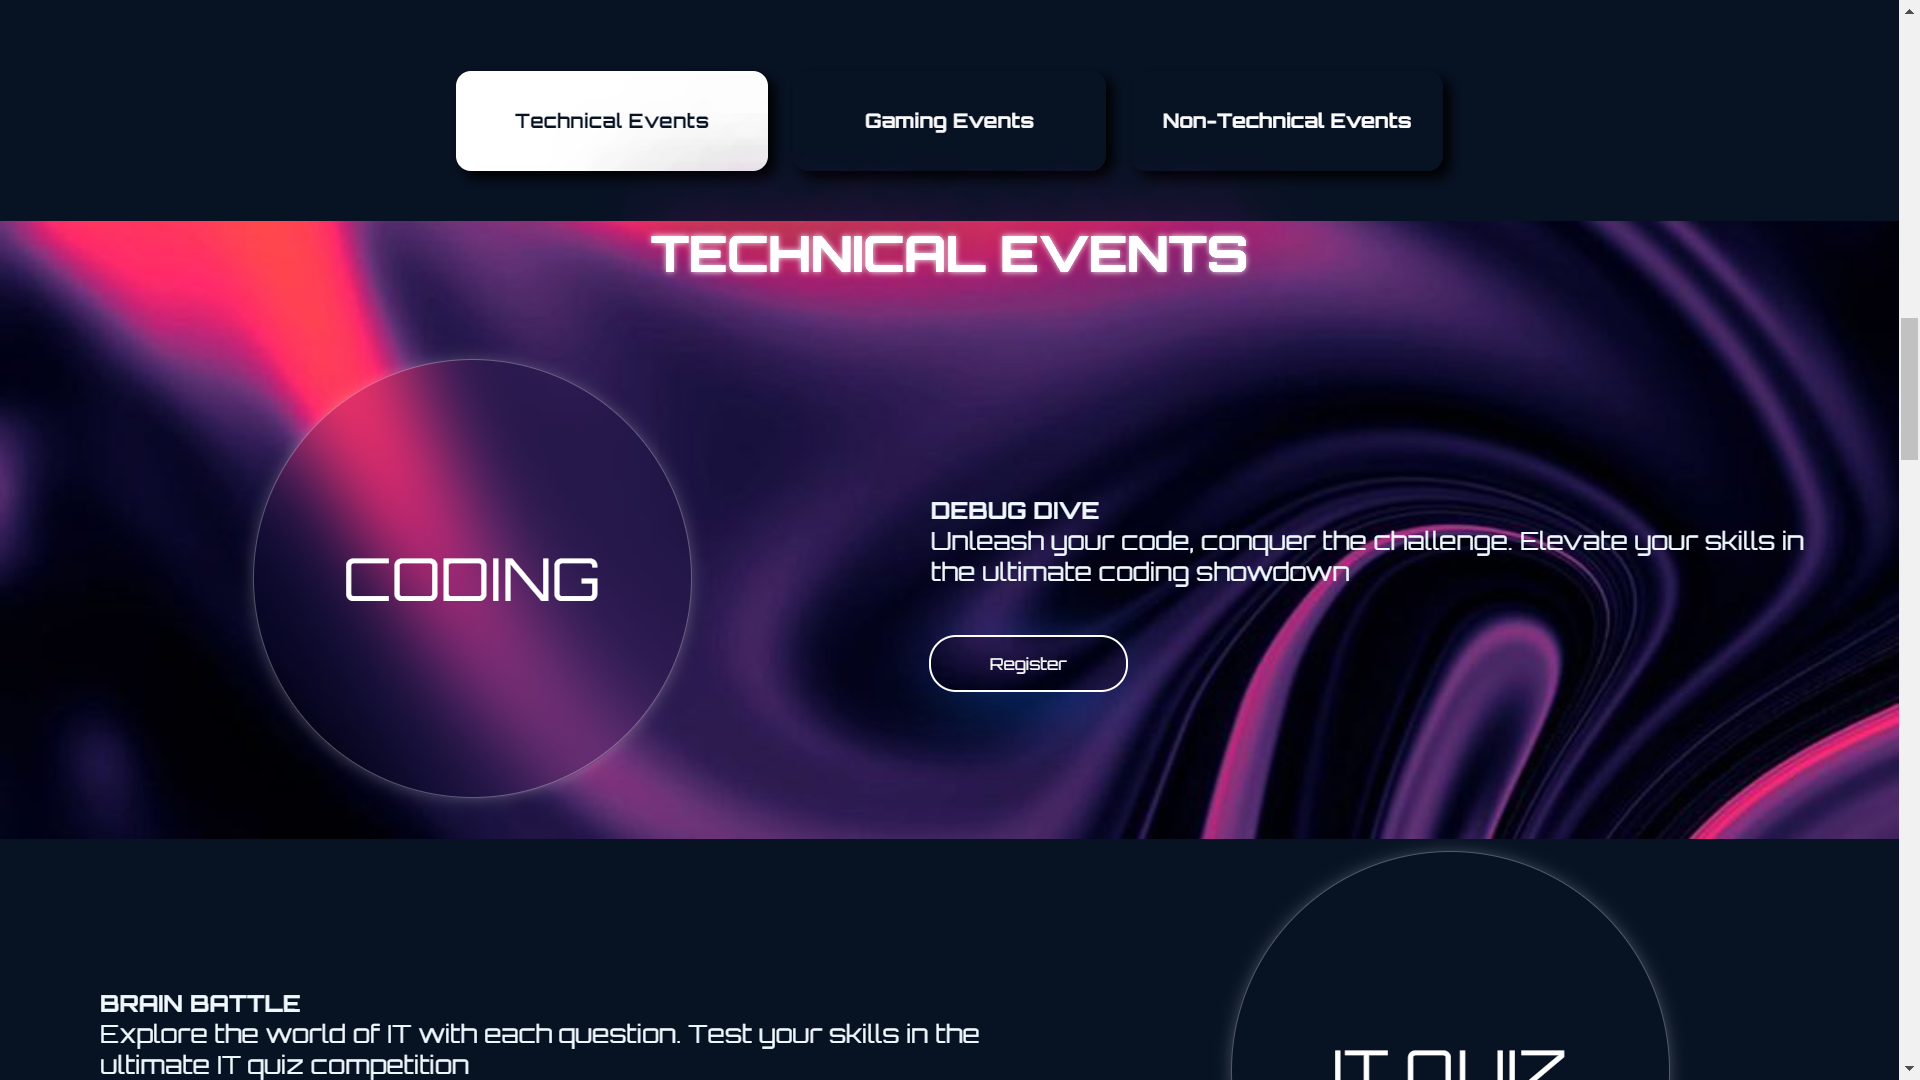 Technical Events
Gaming Events
Non-Technical Events
TECHNICAL EVENTS
CODING
DEBUG DIVE
Unleash your code, conquer the challenge. Elevate your skills in
the ultimate coding showdown
Register
BRAIN BATTLE
Explore the world of IT with each question. Test your skills in the
ultimate IT quiz competition
IT QUIZ